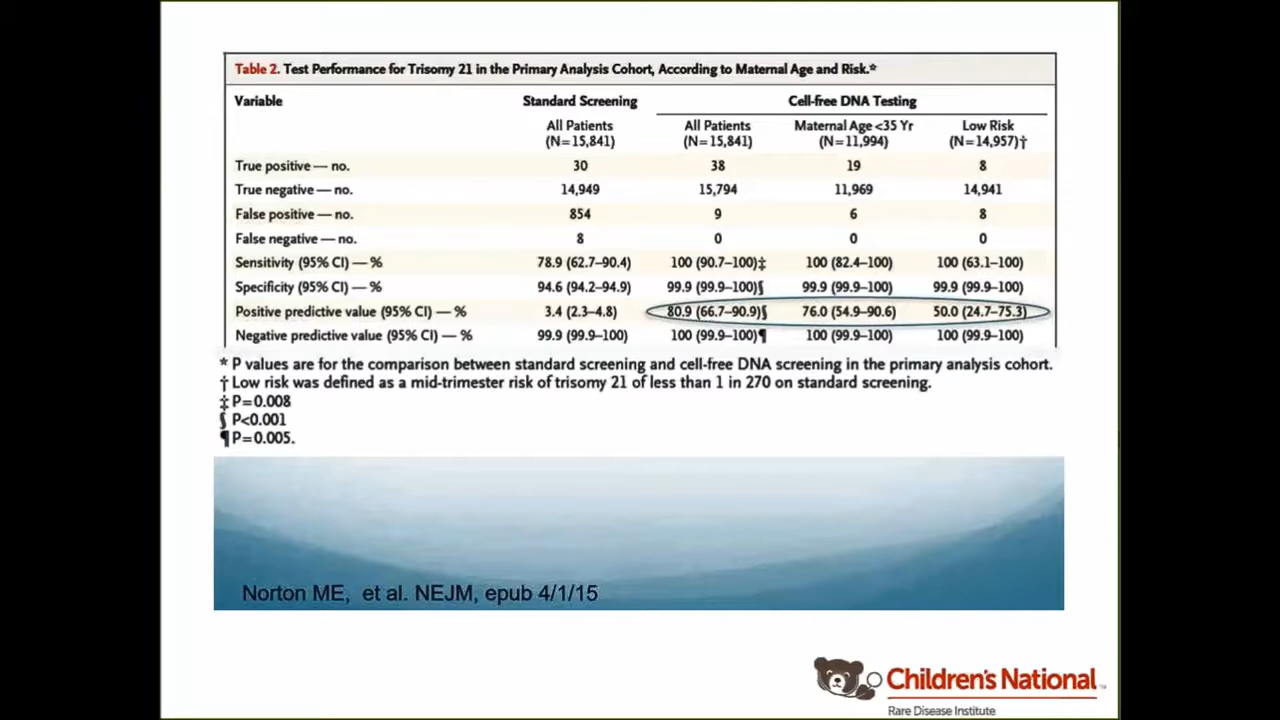 Table 2. Test Performance for Trisomy 21 in the Primary Analysis Cohort, According to Maternal Age and Risk.*
Variable Standard Screening Cell-free DNA Testing
All Patients (N=15,841) All Patients (N=15,841) Maternal Age <35 Yr (N=11,994) Low Risk (N=14,957)†
True positive — no. 30 38 19 8
True negative — no. 14,949 15,794 11,969 14,941
False positive — no. 854 9 6 8
False negative — no. 8 0 0 0
Sensitivity (95% CI) — % 78.9 (62.7–90.4) 100 (90.7–100)‡ 100 (82.4–100) 100 (63.1–100)
Specificity (95% CI) — % 94.6 (94.2–94.9) 99.9 (99.9–100)§ 99.9 (99.9–100) 99.9 (99.9–100)
Positive predictive value (95% CI) — % 3.4 (2.3–4.8) 80.9 (66.7–90.9)§ 76.0 (54.9–90.6) 50.0 (24.7–75.3)
Negative predictive value (95% CI) — % 99.9 (99.9–100) 100 (99.9–100)¶ 100 (99.9–100) 100 (99.9–100)
* P values are for the comparison between standard screening and cell-free DNA screening in the primary analysis cohort.
† Low risk was defined as a mid-trimester risk of trisomy 21 of less than 1 in 270 on standard screening.
‡ P=0.008
§ P<0.001
¶ P=0.005.
Norton ME, et al. NEJM, epub 4/1/15
Children's National
Rare Disease Institute